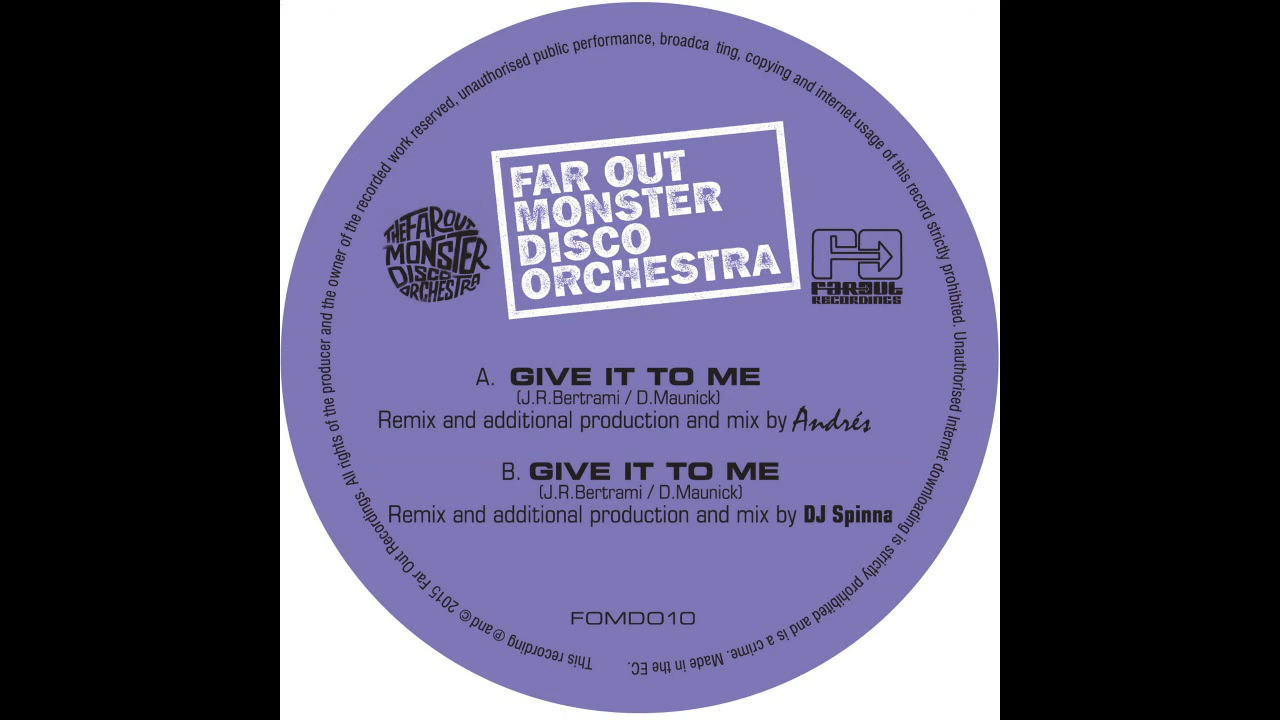 FAR OUT
MONSTER
DISCO
ORCHESTRA
THE FAR OUT
MONSTER
DISCO
ORCHESTRA
FAR OUT
RECORDINGS
A. GIVE IT TO ME
(J.R.Bertrami / D.Maunick)
Remix and additional production and mix by Andrés
B. GIVE IT TO ME
(J.R.Bertrami / D.Maunick)
Remix and additional production and mix by DJ Spinna
FOMDO10
This recording ℗ and © 2015 Far Out Recordings. All rights of the producer and the owner of the recorded work reserved, unauthorised public performance, broadca ting, copying and internet usage of this record strictly prohibited. Unauthorised Internet downloading is strictly prohibited and is a crime. Made in the EC.